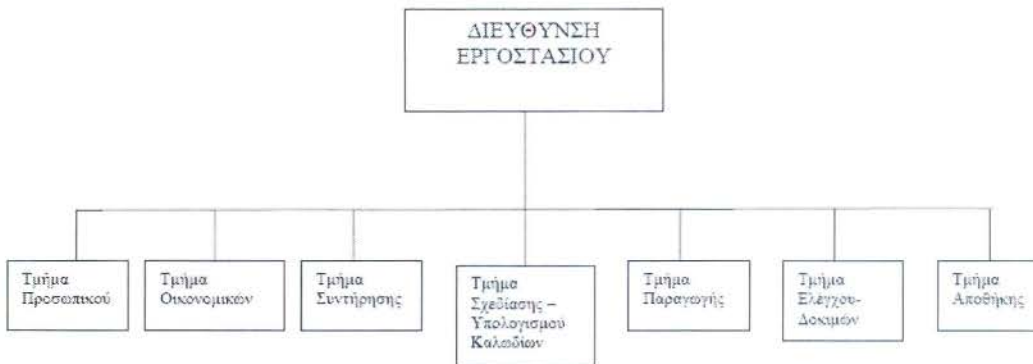 ΔΙΕΥΘΥΝΣΗ
ΕΡΓΟΣΤΑΣΙΟΥ
Τμήμα
Προσωπικού
Τμήμα
Οικονομικών
Τμήμα
Συντήρησης
Τμήμα
Σχεδίασης –
Υπολογισμού
Καλωδίων
Τμήμα
Παραγωγής
Τμήμα
Ελέγχου-
Δοκιμών
Τμήμα
Αποθήκης